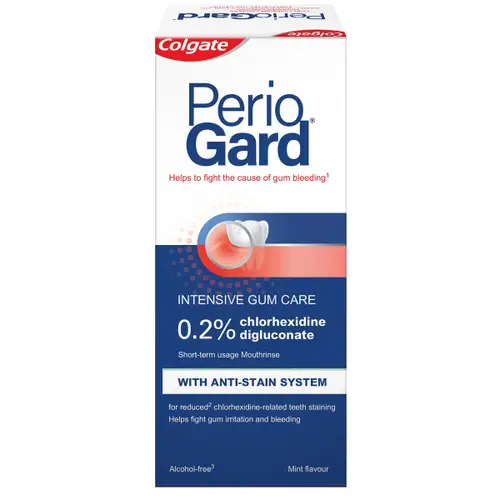 Colgate
Perio
Gard®
Helps to fight the cause of gum bleeding¹
INTENSIVE GUM CARE
0.2% chlorhexidine
digluconate
Short-term usage Mouthrinse
WITH ANTI-STAIN SYSTEM
for reduced² chlorhexidine-related teeth staining
Helps fight gum irritation and bleeding
Alcohol-free³ Mint flavour